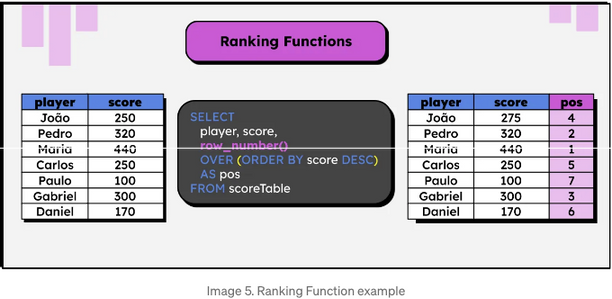 Ranking Functions
player score
João 250
Pedro 320
Maria 440
Carlos 250
Paulo 100
Gabriel 300
Daniel 170
SELECT
player, score,
row_number()
OVER (ORDER BY score DESC)
AS pos
FROM scoreTable
player score pos
João 275 4
Pedro 320 2
Maria 440 1
Carlos 250 5
Paulo 100 7
Gabriel 300 3
Daniel 170 6
Image 5. Ranking Function example